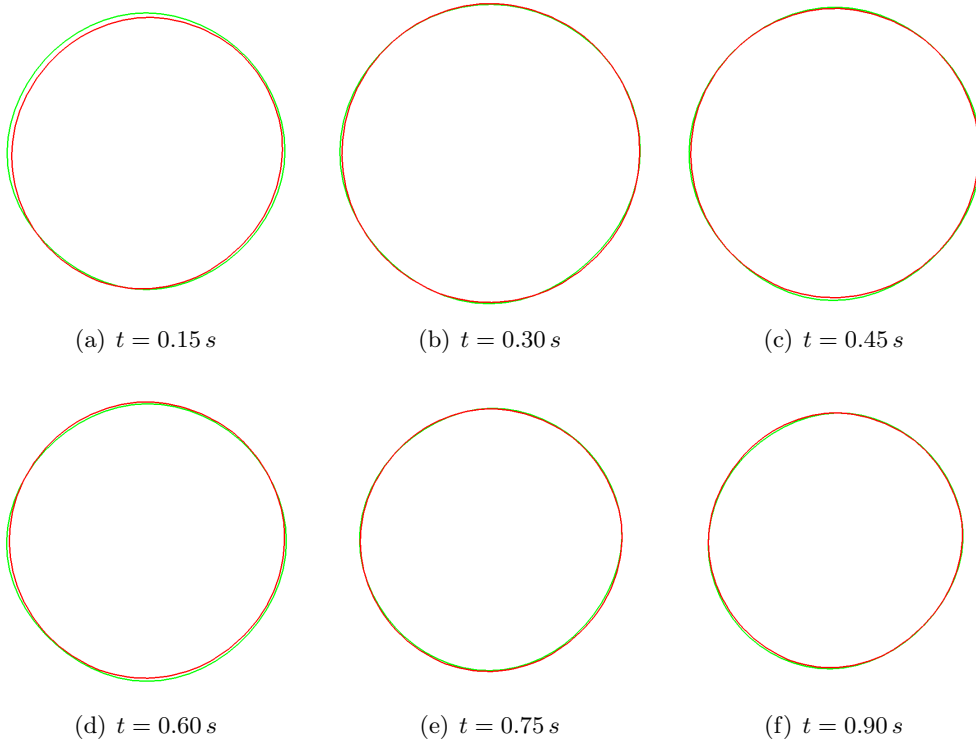 (a) t = 0.15 s (b) t = 0.30 s (c) t = 0.45 s
(d) t = 0.60 s (e) t = 0.75 s (f) t = 0.90 s